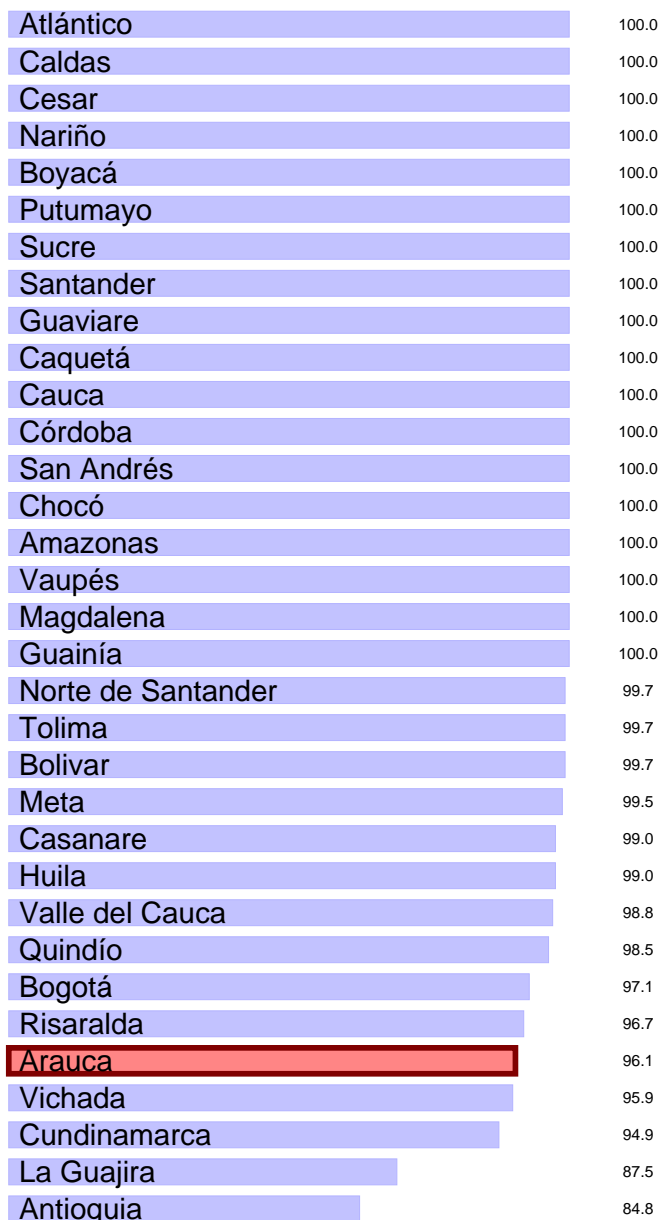 Atlántico 100.0
Caldas 100.0
Cesar 100.0
Nariño 100.0
Boyacá 100.0
Putumayo 100.0
Sucre 100.0
Santander 100.0
Guaviare 100.0
Caquetá 100.0
Cauca 100.0
Córdoba 100.0
San Andrés 100.0
Chocó 100.0
Amazonas 100.0
Vaupés 100.0
Magdalena 100.0
Guainía 100.0
Norte de Santander 99.7
Tolima 99.7
Bolivar 99.7
Meta 99.5
Casanare 99.0
Huila 99.0
Valle del Cauca 98.8
Quindío 98.5
Bogotá 97.1
Risaralda 96.7
Arauca 96.1
Vichada 95.9
Cundinamarca 94.9
La Guajira 87.5
Antioquia 84.8